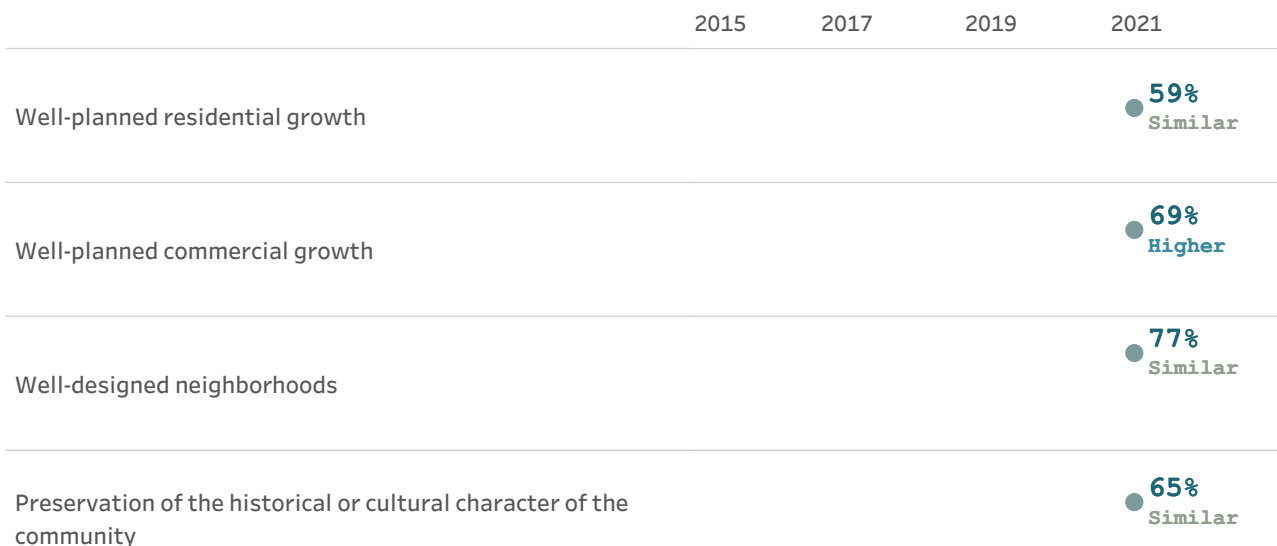 2015 2017 2019 2021
Well-planned residential growth
59%
Similar
Well-planned commercial growth
69%
Higher
Well-designed neighborhoods
77%
Similar
Preservation of the historical or cultural character of the
community
65%
Similar